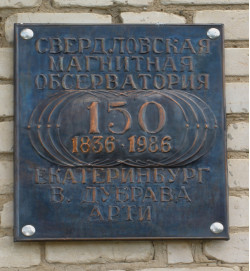 СВЕРДЛОВСКАЯ
МАГНИТНАЯ
ОБСЕРВАТОРИЯ
150
1836·1986
ЕКАТЕРИНБУРГ
В. ДУБРАВА
АРТИ